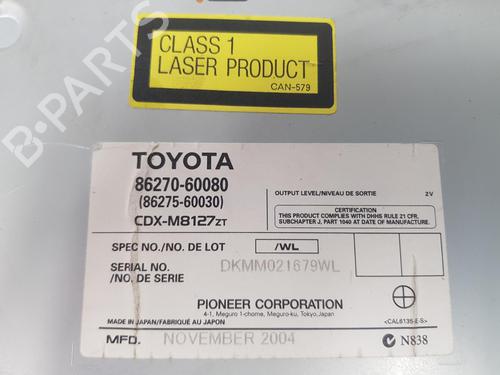 CLASS 1
LASER PRODUCT
CAN-579
B-PARTS
TOYOTA
86270-60080
(86275-60030)
CDX-M8127ZT
OUTPUT LEVEL/NIVEAU DE SORTIE 2V
CERTIFICATION
THIS PRODUCT COMPLIES WITH DHHS RULE 21 CFR,
SUBCHAPTER J, PART 1040 AT DATE OF MANUFACTURE.
SPEC NO./NO. DE LOT /WL
SERIAL NO.
/NO. DE SERIE
DKMM021679WL
PIONEER CORPORATION
4-1, Meguro 1-chome, Meguro-ku, Tokyo, Japan
MADE IN JAPAN/FABRIQUÉ AU JAPON
<CAL6135-E-S>
MFD. NOVEMBER 2004
N838